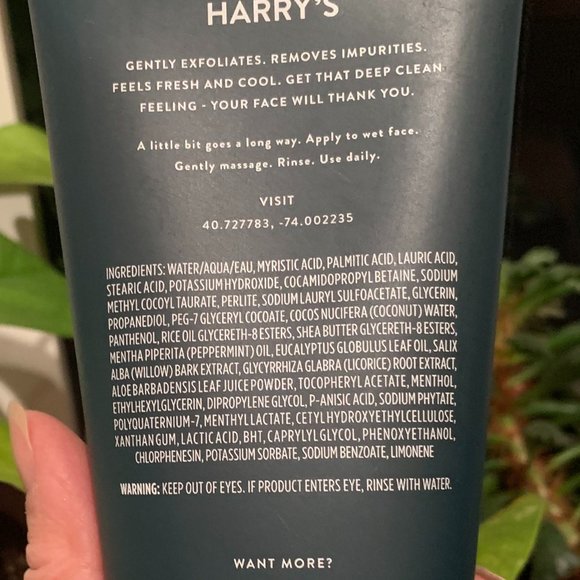 HARRY'S
GENTLY EXFOLIATES. REMOVES IMPURITIES.
FEELS FRESH AND COOL. GET THAT DEEP CLEAN
FEELING - YOUR FACE WILL THANK YOU.
A little bit goes a long way. Apply to wet face.
Gently massage. Rinse. Use daily.
VISIT
40.727783, -74.002235
INGREDIENTS: WATER/AQUA/EAU, MYRISTIC ACID, PALMITIC ACID, LAURIC ACID,
STEARIC ACID, POTASSIUM HYDROXIDE, COCAMIDOPROPYL BETAINE, SODIUM
METHYL COCOYL TAURATE, PERLITE, SODIUM LAURYL SULFOACETATE, GLYCERIN,
PROPANEDIOL, PEG-7 GLYCERYL COCOATE, COCOS NUCIFERA (COCONUT) WATER,
PANTHENOL, RICE OIL GLYCERETH-8 ESTERS, SHEA BUTTER GLYCERETH-8 ESTERS,
MENTHA PIPERITA (PEPPERMINT) OIL, EUCALYPTUS GLOBULUS LEAF OIL, SALIX
ALBA (WILLOW) BARK EXTRACT, GLYCYRRHIZA GLABRA (LICORICE) ROOT EXTRACT,
ALOE BARBADENSIS LEAF JUICE POWDER, TOCOPHERYL ACETATE, MENTHOL,
ETHYLHEXYLGLYCERIN, DIPROPYLENE GLYCOL, P-ANISIC ACID, SODIUM PHYTATE,
POLYQUATERNIUM-7, MENTHYL LACTATE, CETYL HYDROXYETHYLCELLULOSE,
XANTHAN GUM, LACTIC ACID, BHT, CAPRYLYL GLYCOL, PHENOXYETHANOL,
CHLORPHENESIN, POTASSIUM SORBATE, SODIUM BENZOATE, LIMONENE
WARNING: KEEP OUT OF EYES. IF PRODUCT ENTERS EYE, RINSE WITH WATER.
WANT MORE?